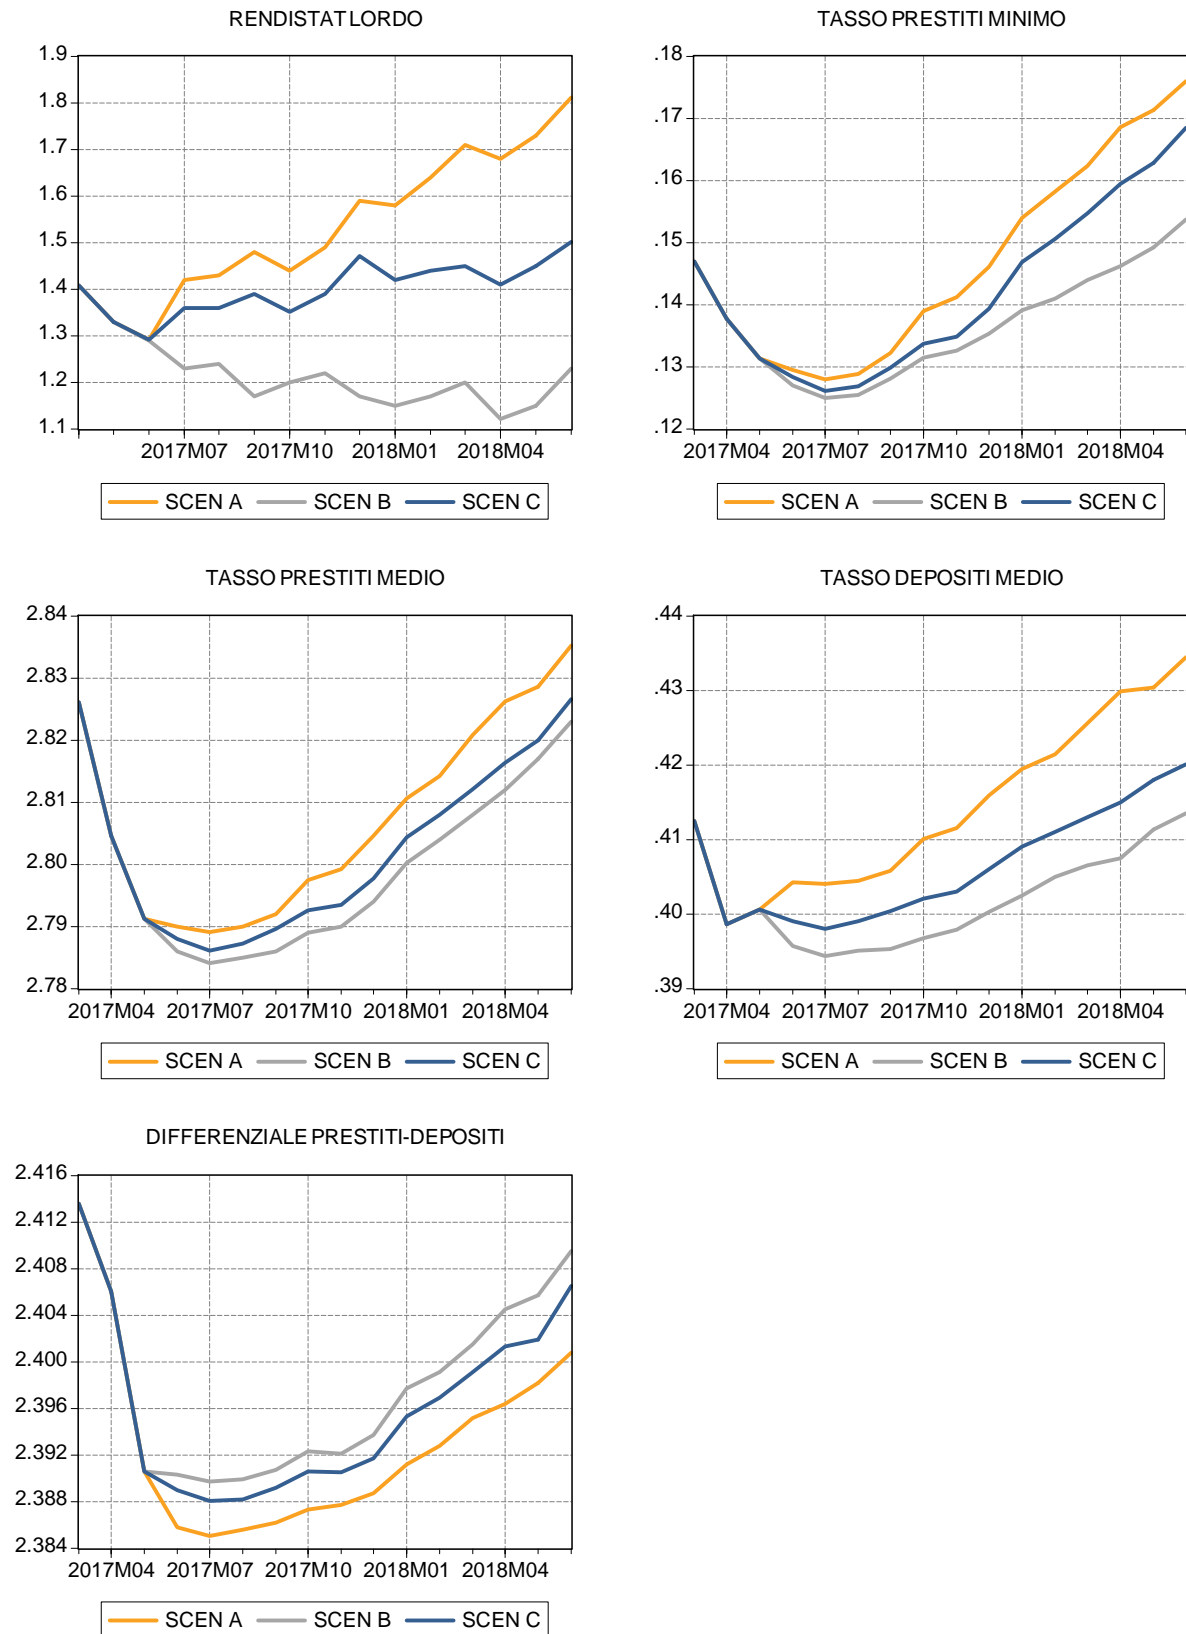 RENDISTAT LORDO
1.9
1.8
1.7
1.6
1.5
1.4
1.3
1.2
1.1
2017M07 2017M10 2018M01 2018M04
SCEN A SCEN B SCEN C
TASSO PRESTITI MINIMO
.18
.17
.16
.15
.14
.13
.12
2017M04 2017M07 2017M10 2018M01 2018M04
SCEN A SCEN B SCEN C
TASSO PRESTITI MEDIO
2.84
2.83
2.82
2.81
2.80
2.79
2.78
2017M04 2017M07 2017M10 2018M01 2018M04
SCEN A SCEN B SCEN C
TASSO DEPOSITI MEDIO
.44
.43
.42
.41
.40
.39
2017M04 2017M07 2017M10 2018M01 2018M04
SCEN A SCEN B SCEN C
DIFFERENZIALE PRESTITI-DEPOSITI
2.416
2.412
2.408
2.404
2.400
2.396
2.392
2.388
2.384
2017M04 2017M07 2017M10 2018M01 2018M04
SCEN A SCEN B SCEN C